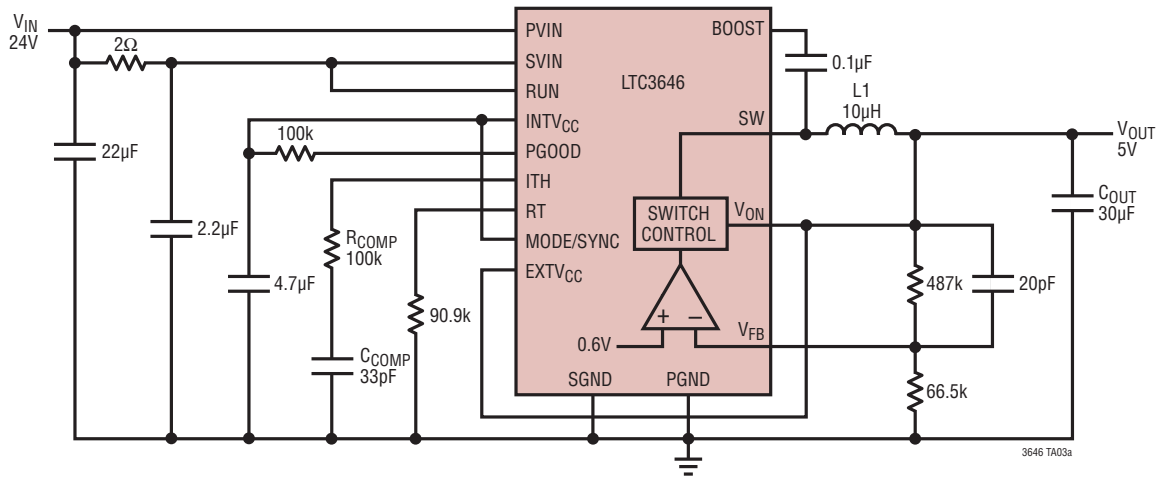 VIN
24V
2Ω
22µF
2.2µF
100k
4.7µF
RCOMP
100k
CCOMP
33pF
90.9k
PVIN
SVIN
RUN
INTVCC
PGOOD
ITH
RT
MODE/SYNC
EXTVCC
LTC3646
BOOST
SW
SWITCH
CONTROL
VON
+
–
0.6V
VFB
SGND
PGND
0.1µF
L1
10µH
VOUT
5V
COUT
30µF
487k
20pF
66.5k
3646 TA03a